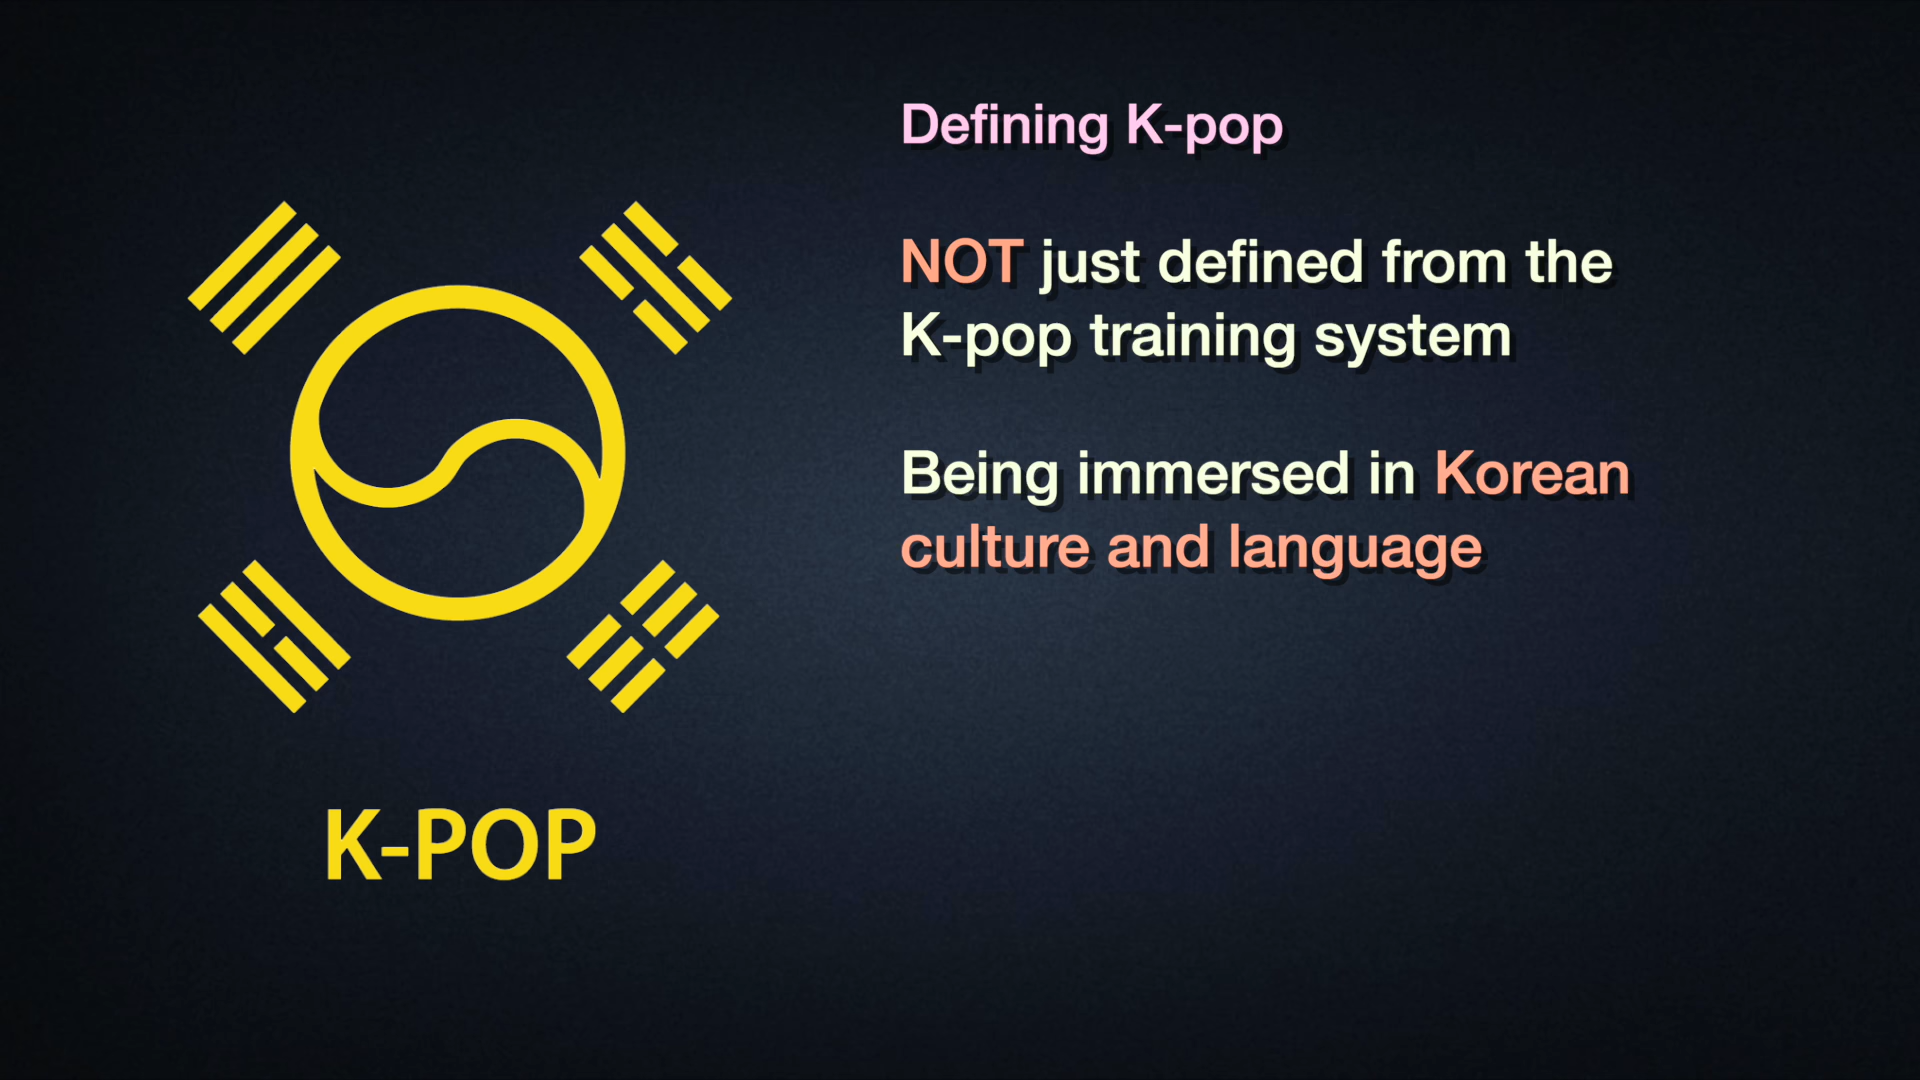 Defining K-pop
NOT just defined from the
K-pop training system
Being immersed in Korean
culture and language
K-POP